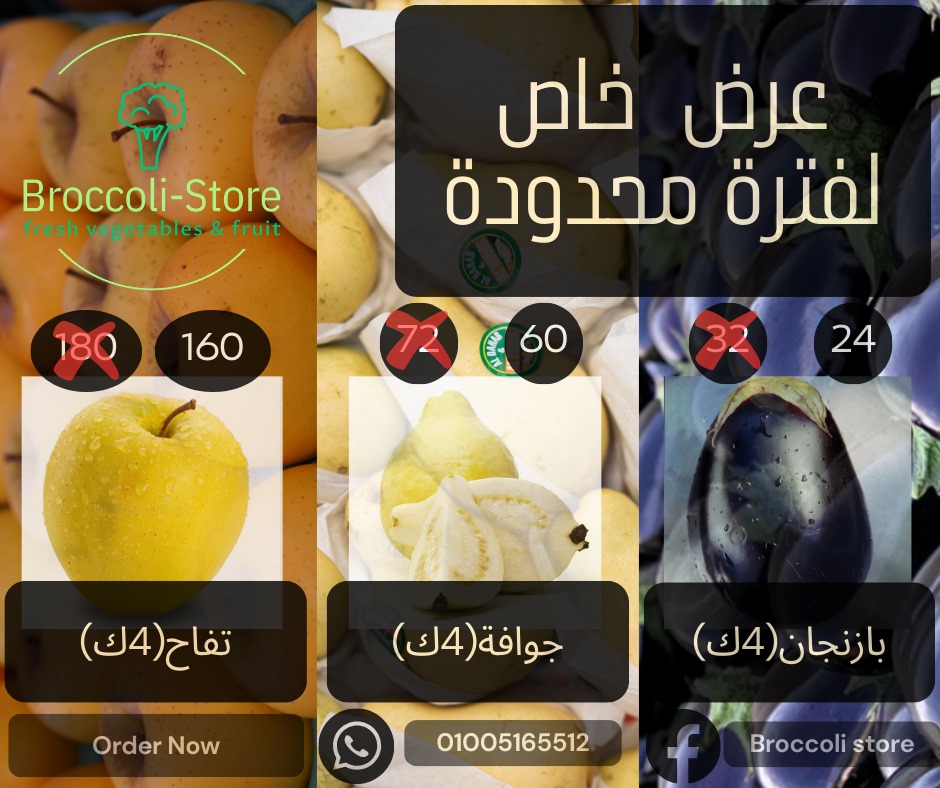 Broccoli-Store
fresh vegetables & fruit
عرض خاص
لفترة محدودة
180
160
72
60
32
24
تفاح(4ك)
جوافة(4ك)
بازنجان(4ك)
Order Now
01005165512
Broccoli store